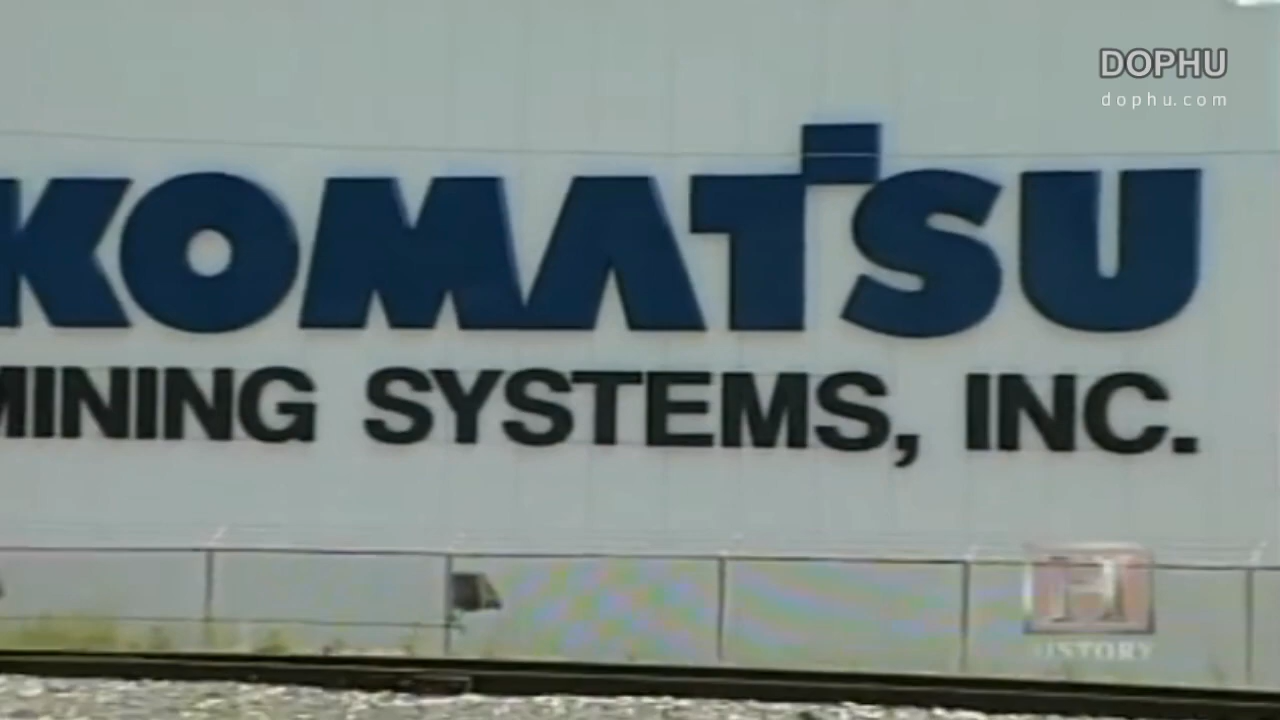 DOPHU
dophu.com
KOMATSU
MINING SYSTEMS, INC.
H
HISTORY